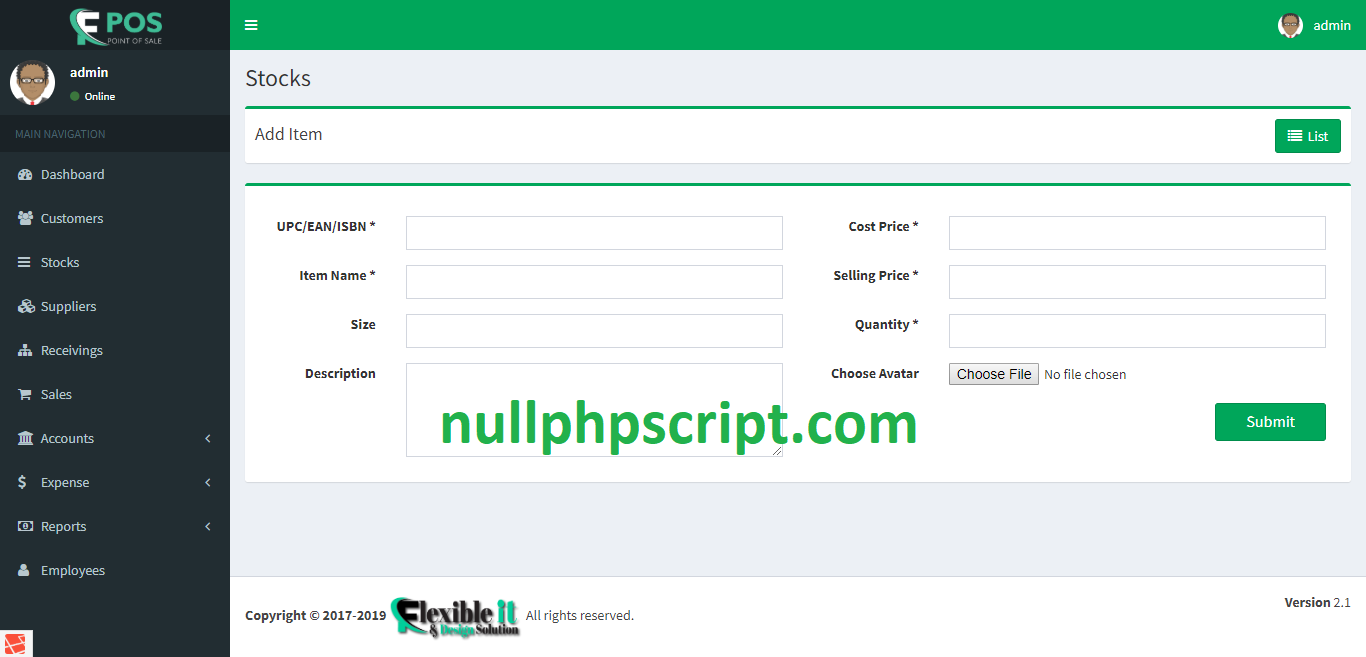 POS
POINT OF SALE
admin
admin
Online
MAIN NAVIGATION
Dashboard
Customers
Stocks
Suppliers
Receivings
Sales
Accounts
Expense
Reports
Employees
Stocks
Add Item
List
UPC/EAN/ISBN *
Cost Price *
Item Name *
Selling Price *
Size
Quantity *
Description
Choose Avatar
Choose File No file chosen
nullphpscript.com
Submit
Copyright © 2017-2019 Flexible it & Design Solution All rights reserved.
Version 2.1